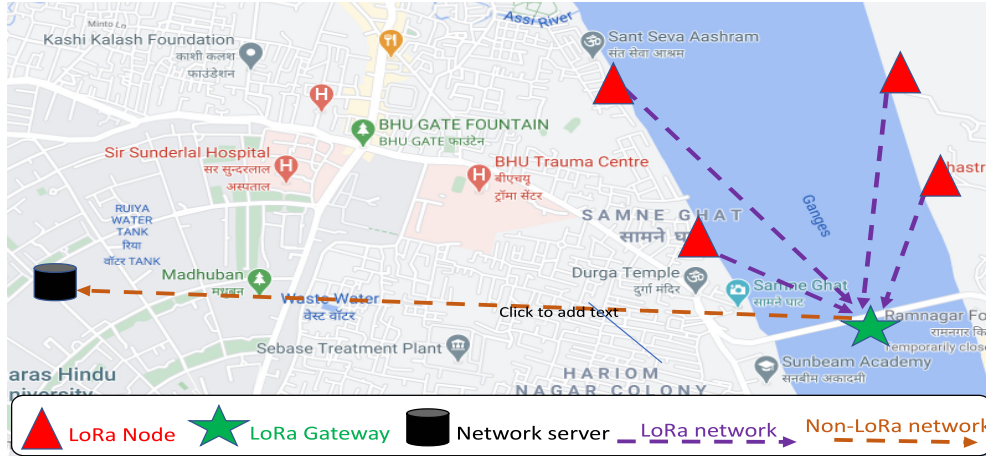 Minto Ln
Assi River
Kashi Kalash Foundation
काशी कलश
फाउंडेशन
Sant Seva Aashram
संत सेवा आश्रम
H
BHU GATE FOUNTAIN
BHU GATE फाउंटेन
Sir Sunderlal Hospital
सर सुन्दरलाल
अस्पताल
H
H
BHU Trauma Centre
बीएचयू
ट्रॉमा सेंटर
hastr
RUIYA
WATER
TANK
रिया
वॉटर TANK
SAMNE GHAT
सामने घा
Ganges
Madhuban
मधुबन
Durga Temple
दुर्गा मंदिर
Samne Ghat
सामने घाट
Waste Water
वेस्ट वॉटर
Click to add text
Ramnagar Fo
रामनगर कि
Temporarily close
Sebase Treatment Plant
Sunbeam Academy
सनबीम अकादमी
HARIOM
NAGAR COLONY
aras Hindu
niversity
LoRa Node
LoRa Gateway
Network server
LoRa network
Non-LoRa network